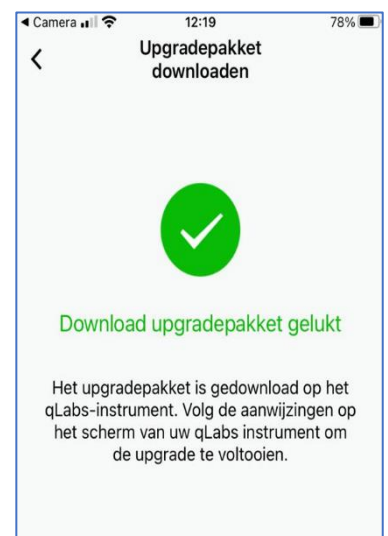 Camera 12:19 78%
Upgradepakket
downloaden
Download upgradepakket gelukt
Het upgradepakket is gedownload op het
qLabs-instrument. Volg de aanwijzingen op
het scherm van uw qLabs instrument om
de upgrade te voltooien.